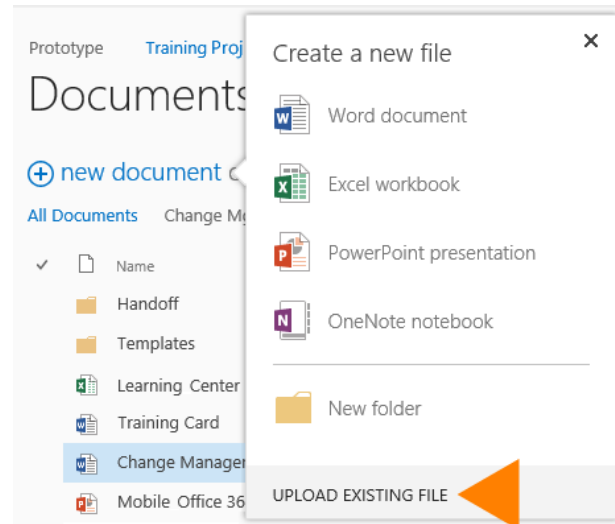 Prototype Training Proj
Documents
new document
All Documents Change Mg
Name
Handoff
Templates
Learning Center
Training Card
Change Manager
Mobile Office 36
Create a new file
Word document
Excel workbook
PowerPoint presentation
OneNote notebook
New folder
UPLOAD EXISTING FILE